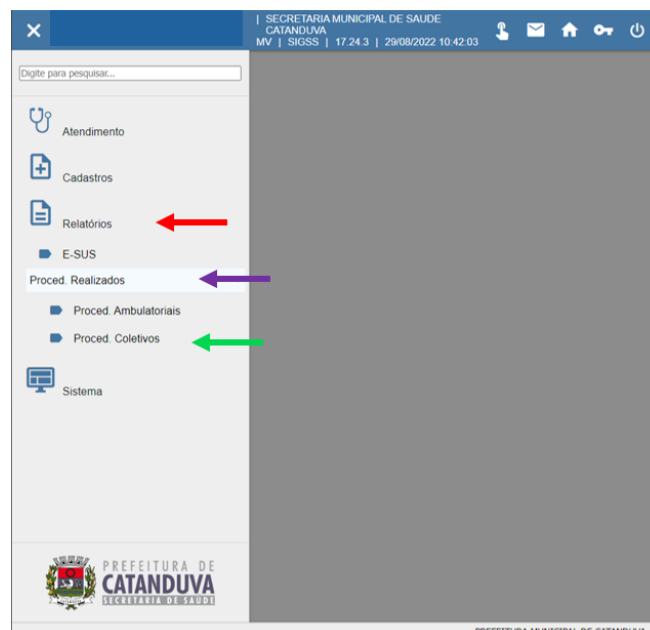 | SECRETARIA MUNICIPAL DE SAUDE
CATANDUVA
MV | SIGSS | 17.24.3 | 29/08/2022 10:42:03
Digite para pesquisar...
Atendimento
Cadastros
Relatórios
E-SUS
Proced. Realizados
Proced. Ambulatoriais
Proced. Coletivos
Sistema
PREFEITURA DE
CATANDUVA
SECRETARIA DE SAÚDE